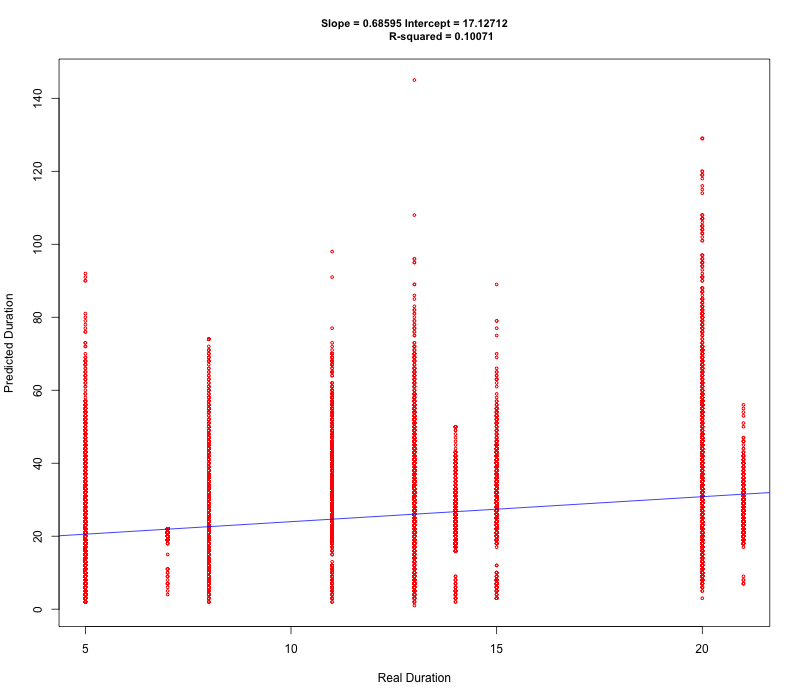 Slope = 0.68595 Intercept = 17.12712
R-squared = 0.10071
140
120
100
80
60
40
20
0
Predicted Duration
5 10 15 20
Real Duration